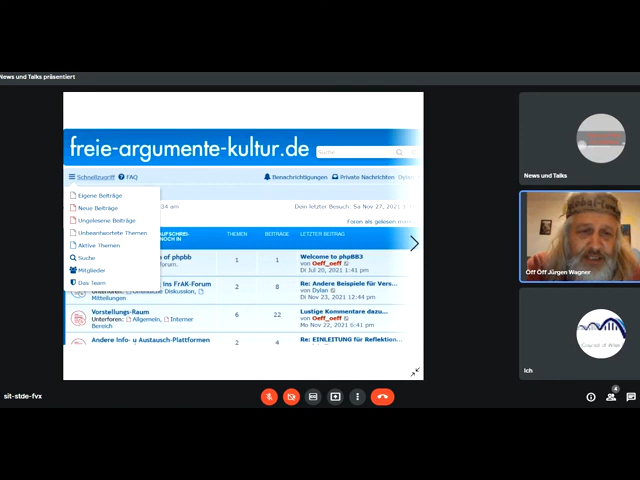 News und Talks präsentiert
freie-argumente-kultur.de
Suche…
Schnellzugriff FAQ
Benachrichtigungen Private Nachrichten Dylan
Eigene Beiträge
Neue Beiträge
Ungelesene Beiträge
Unbeantwortete Themen
Aktive Themen
Suche
Mitglieder
Das Team
Dein letzter Besuch: Sa Nov 27, 2021
Foren als gelesen
THEMEN BEITRÄGE LETZTER BEITRAG
of phpbb 1 1 Welcome to phpBB3
von Oeff_oeff
Di Jul 20, 2021 1:41 pm
ins FrAK-Forum 2 8 Re: Andere Beispiele für Vers…
Unterforen: Diskussion,
Mitteilungen
von Dylan
Di Nov 23, 2021 12:44 pm
Vorstellungs-Raum 6 22 Lustige Kommentare dazu…
Unterforen: Allgemein, Interner
Bereich
von Oeff_oeff
Mo Nov 22, 2021 6:41 pm
Andere Info- u Austausch-Plattformen 2 4 Re: EINLEITUNG für Reflektion…
News und Talks
Öff Öff Jürgen Wagner
Ich
sit-stde-fvx
4